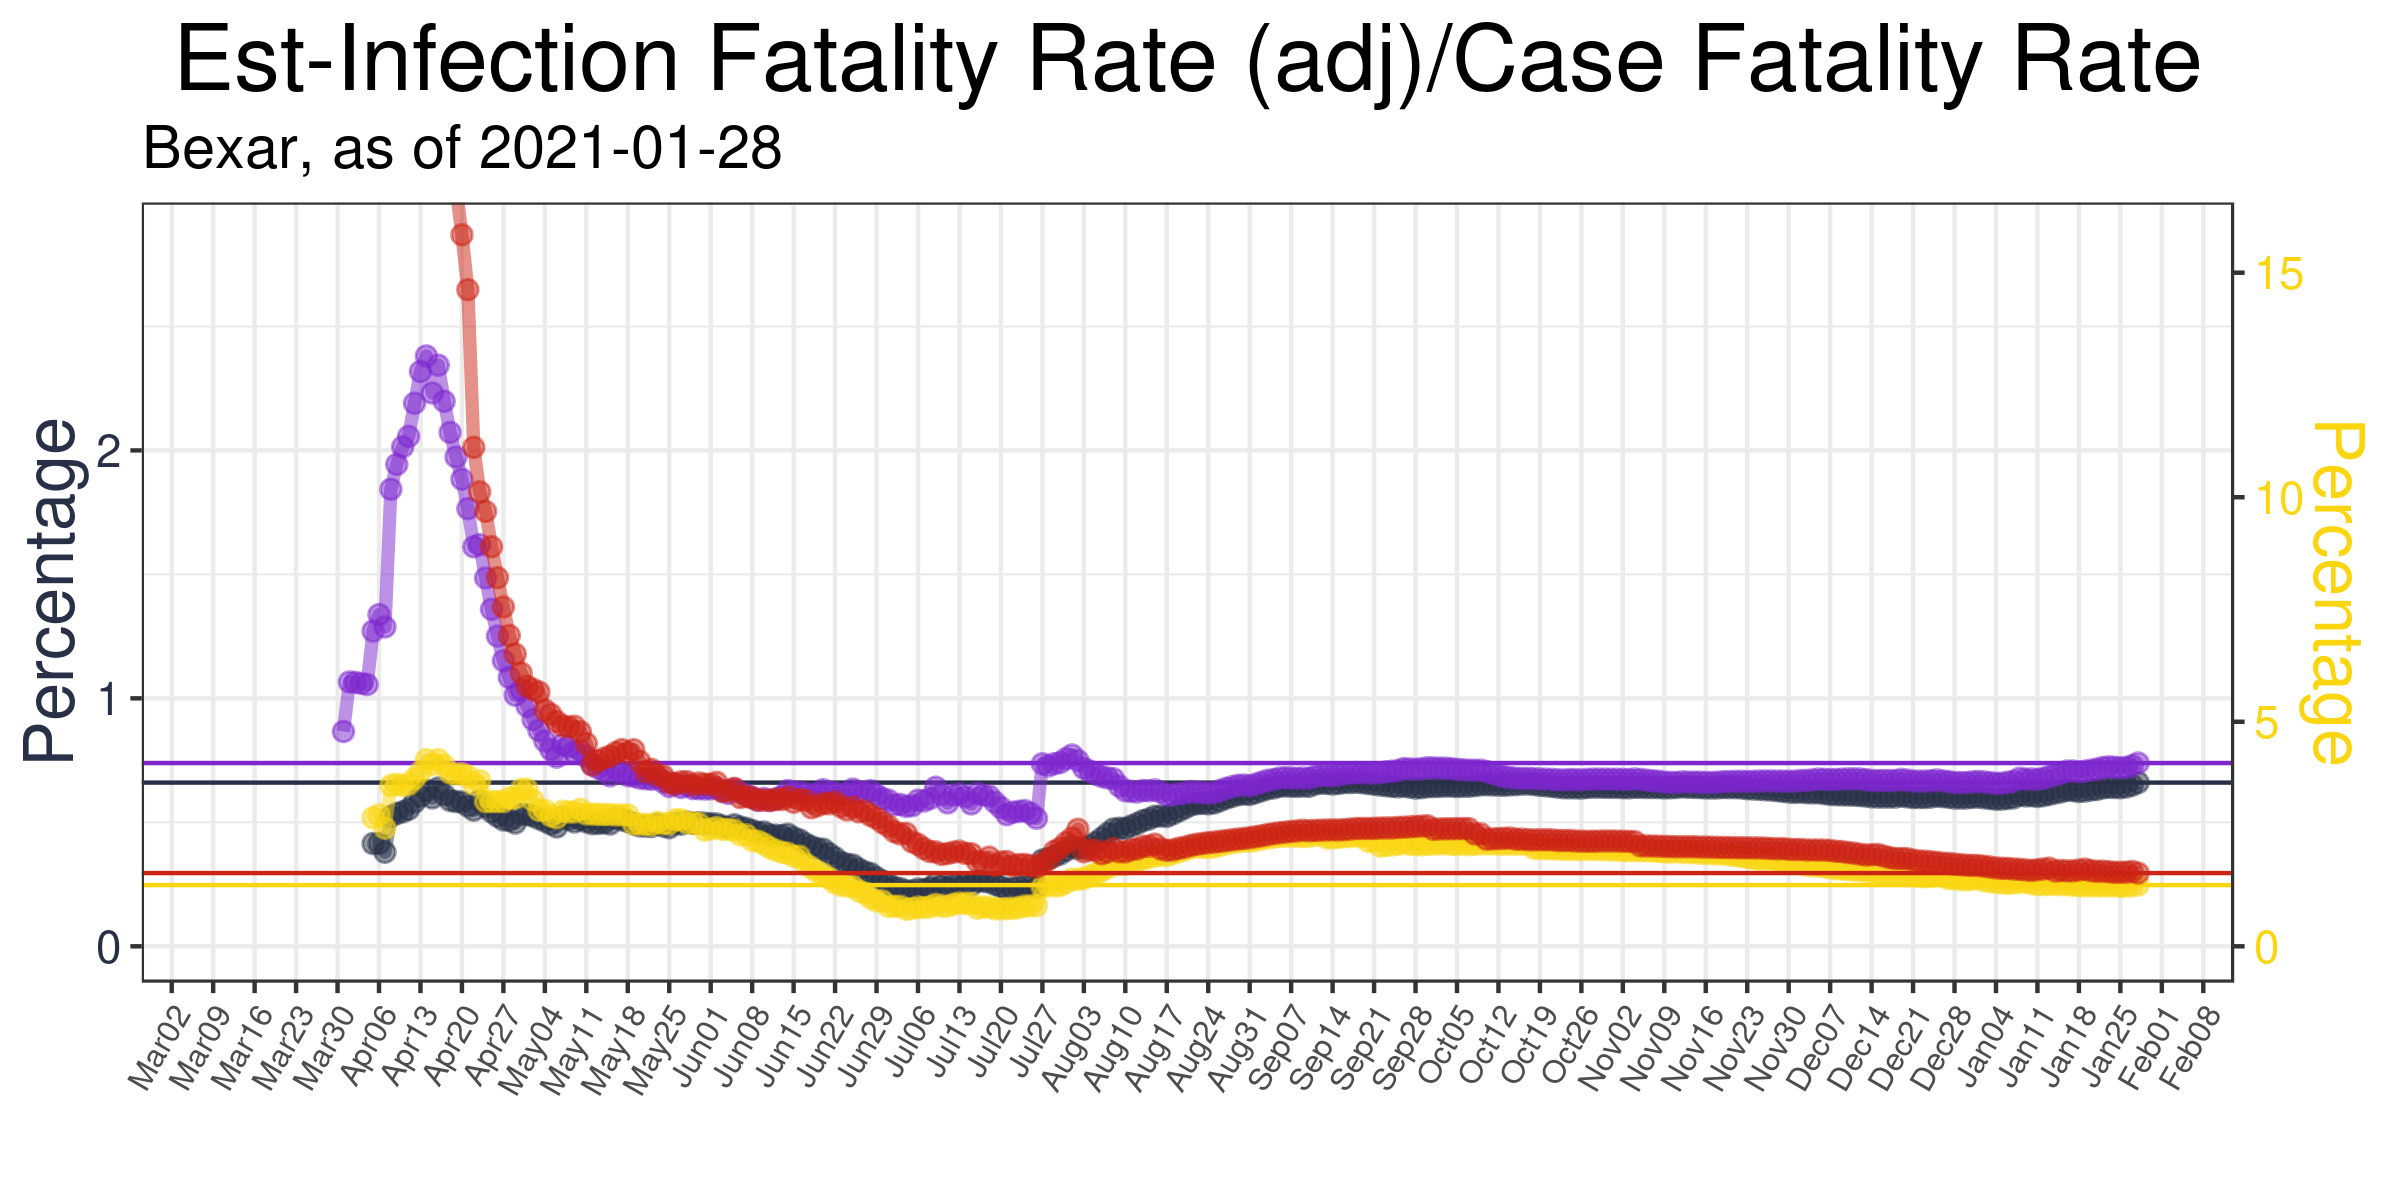 Est-Infection Fatality Rate (adj)/Case Fatality Rate
Bexar, as of 2021-01-28
Percentage
2
1
0
15
10
5
0
Percentage
Mar02
Mar09
Mar16
Mar23
Mar30
Apr06
Apr13
Apr20
Apr27
May04
May11
May18
May25
Jun01
Jun08
Jun15
Jun22
Jun29
Jul06
Jul13
Jul20
Jul27
Aug03
Aug10
Aug17
Aug24
Aug31
Sep07
Sep14
Sep21
Sep28
Oct05
Oct12
Oct19
Oct26
Nov02
Nov09
Nov16
Nov23
Nov30
Dec07
Dec14
Dec21
Dec28
Jan04
Jan11
Jan18
Jan25
Feb01
Feb08